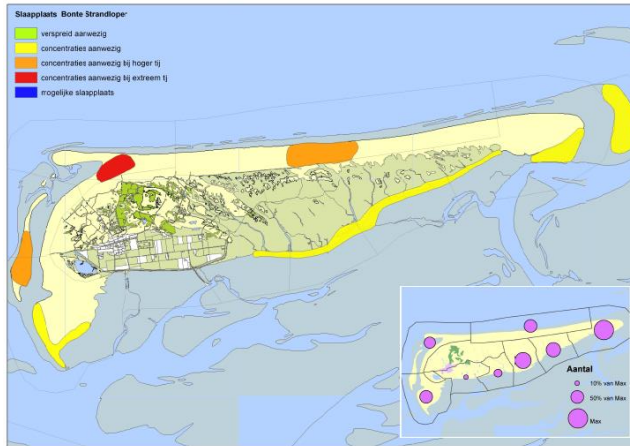 Slaapplaats Bonte Strandloper
verspreid aanwezig
concentraties aanwezig
concentraties aanwezig bij hoger tij
concentraties aanwezig bij extreem tij
mogelijke slaapplaats
Aantal
10% van Max
50% van Max
Max